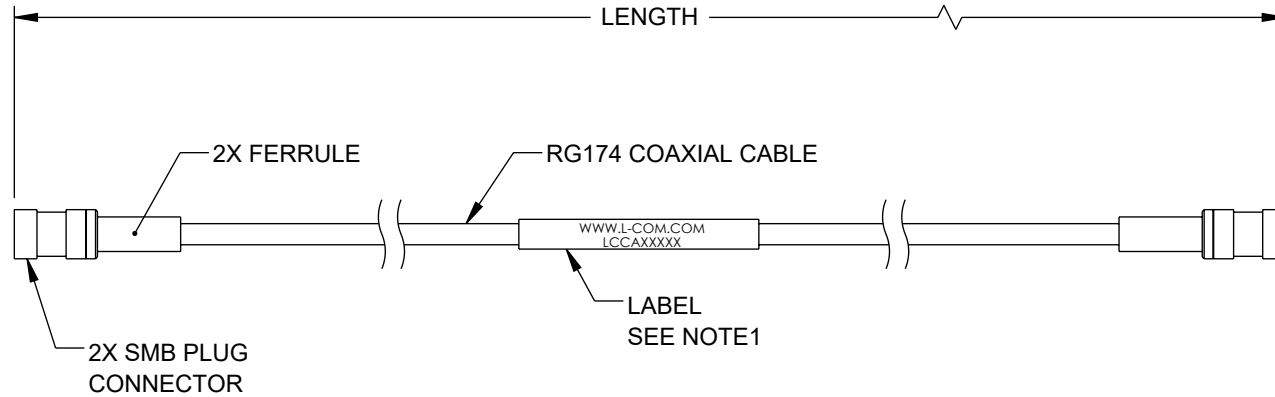 LENGTH
2X FERRULE
RG174 COAXIAL CABLE
WWW.L-COM.COM
LCCAXXXXX
LABEL
SEE NOTE1
2X SMB PLUG
CONNECTOR